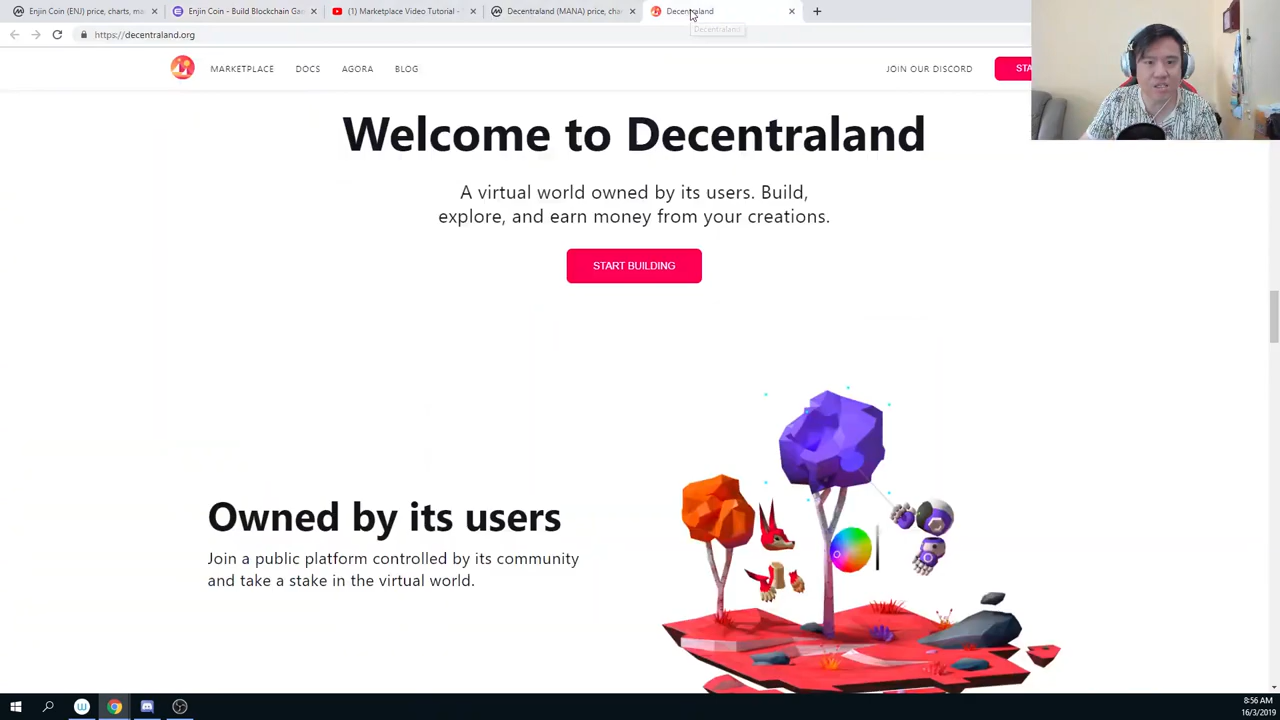 Enjin Coin (ENJ) price, charts, ma
Enjin Coin - Build Blockchain Ga
(1) Marketplace Video Tutorial -
Decentraland (MANA) price, cha
Decentraland
Decentraland
https://decentraland.org
MARKETPLACE
DOCS
AGORA
BLOG
JOIN OUR DISCORD
STA
Welcome to Decentraland
A virtual world owned by its users. Build,
explore, and earn money from your creations.
START BUILDING
Owned by its users
Join a public platform controlled by its community
and take a stake in the virtual world.
8:56 AM
16/3/2019